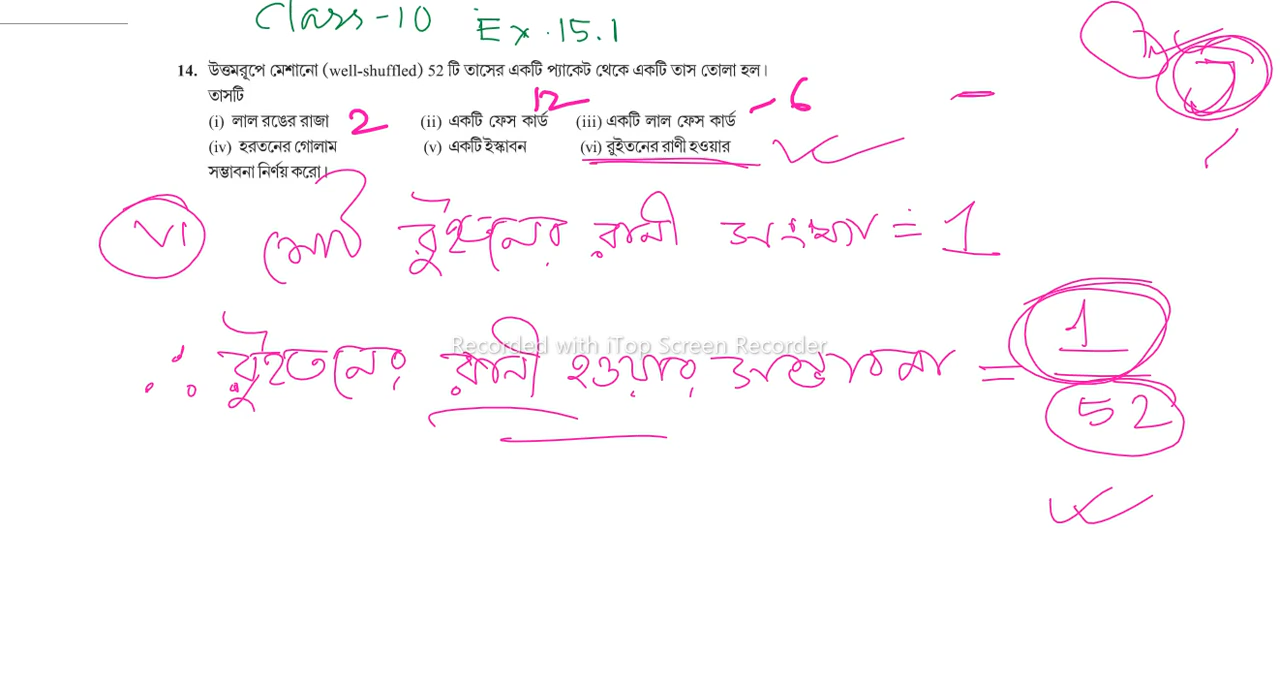 Class-10 Ex.15.1
14. উত্তমরূপে মেশানো (well-shuffled) 52 টি তাসের একটি প্যাকেট থেকে একটি তাস তোলা হল।
তাসটি
(i) লাল রঙের রাজা 2 (ii) একটি ফেস কার্ড 12 (iii) একটি লাল ফেস কার্ড - 6
(iv) হরতনের গোলাম (v) একটি ইস্কাবন (vi) রুইতনের রাণী হওয়ার
সম্ভাবনা নির্ণয় করো।
vi মোট রুইতনের রানী সংখ্যা = 1
∴ রুইতনের রানী হওয়ার সম্ভাবনা = 1/52
Recorded with iTop Screen Recorder